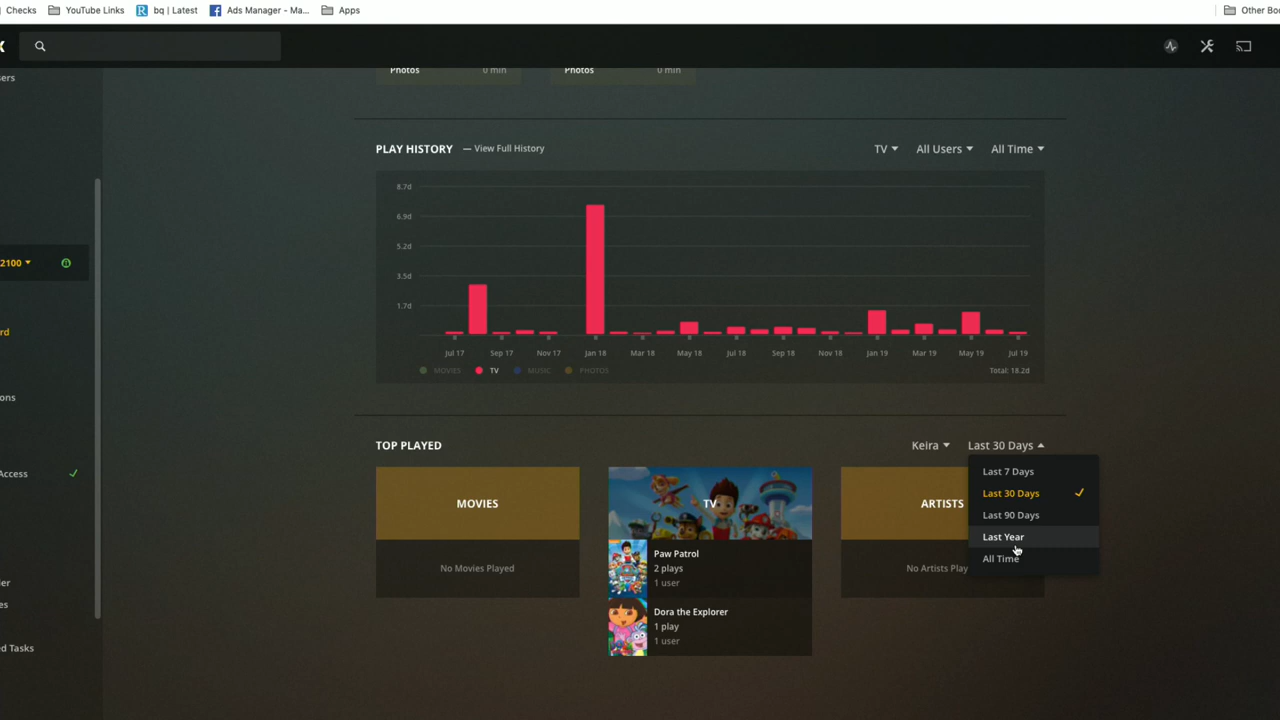 Checks YouTube Links bq | Latest Ads Manager - Ma... Apps Other Boo
sers
Photos 0 min Photos 0 min
PLAY HISTORY — View Full History TV All Users All Time
8.7d
6.9d
5.2d
3.5d
1.7d
Jul 17 Sep 17 Nov 17 Jan 18 Mar 18 May 18 Jul 18 Sep 18 Nov 18 Jan 19 Mar 19 May 19 Jul 19
MOVIES TV MUSIC PHOTOS Total: 18.2d
2100
rd
ons
Access
der
es
d Tasks
TOP PLAYED Keira Last 30 Days
Last 7 Days
Last 30 Days
Last 90 Days
Last Year
All Time
MOVIES
No Movies Played
TV
Paw Patrol
2 plays
1 user
Dora the Explorer
1 play
1 user
ARTISTS
No Artists Play